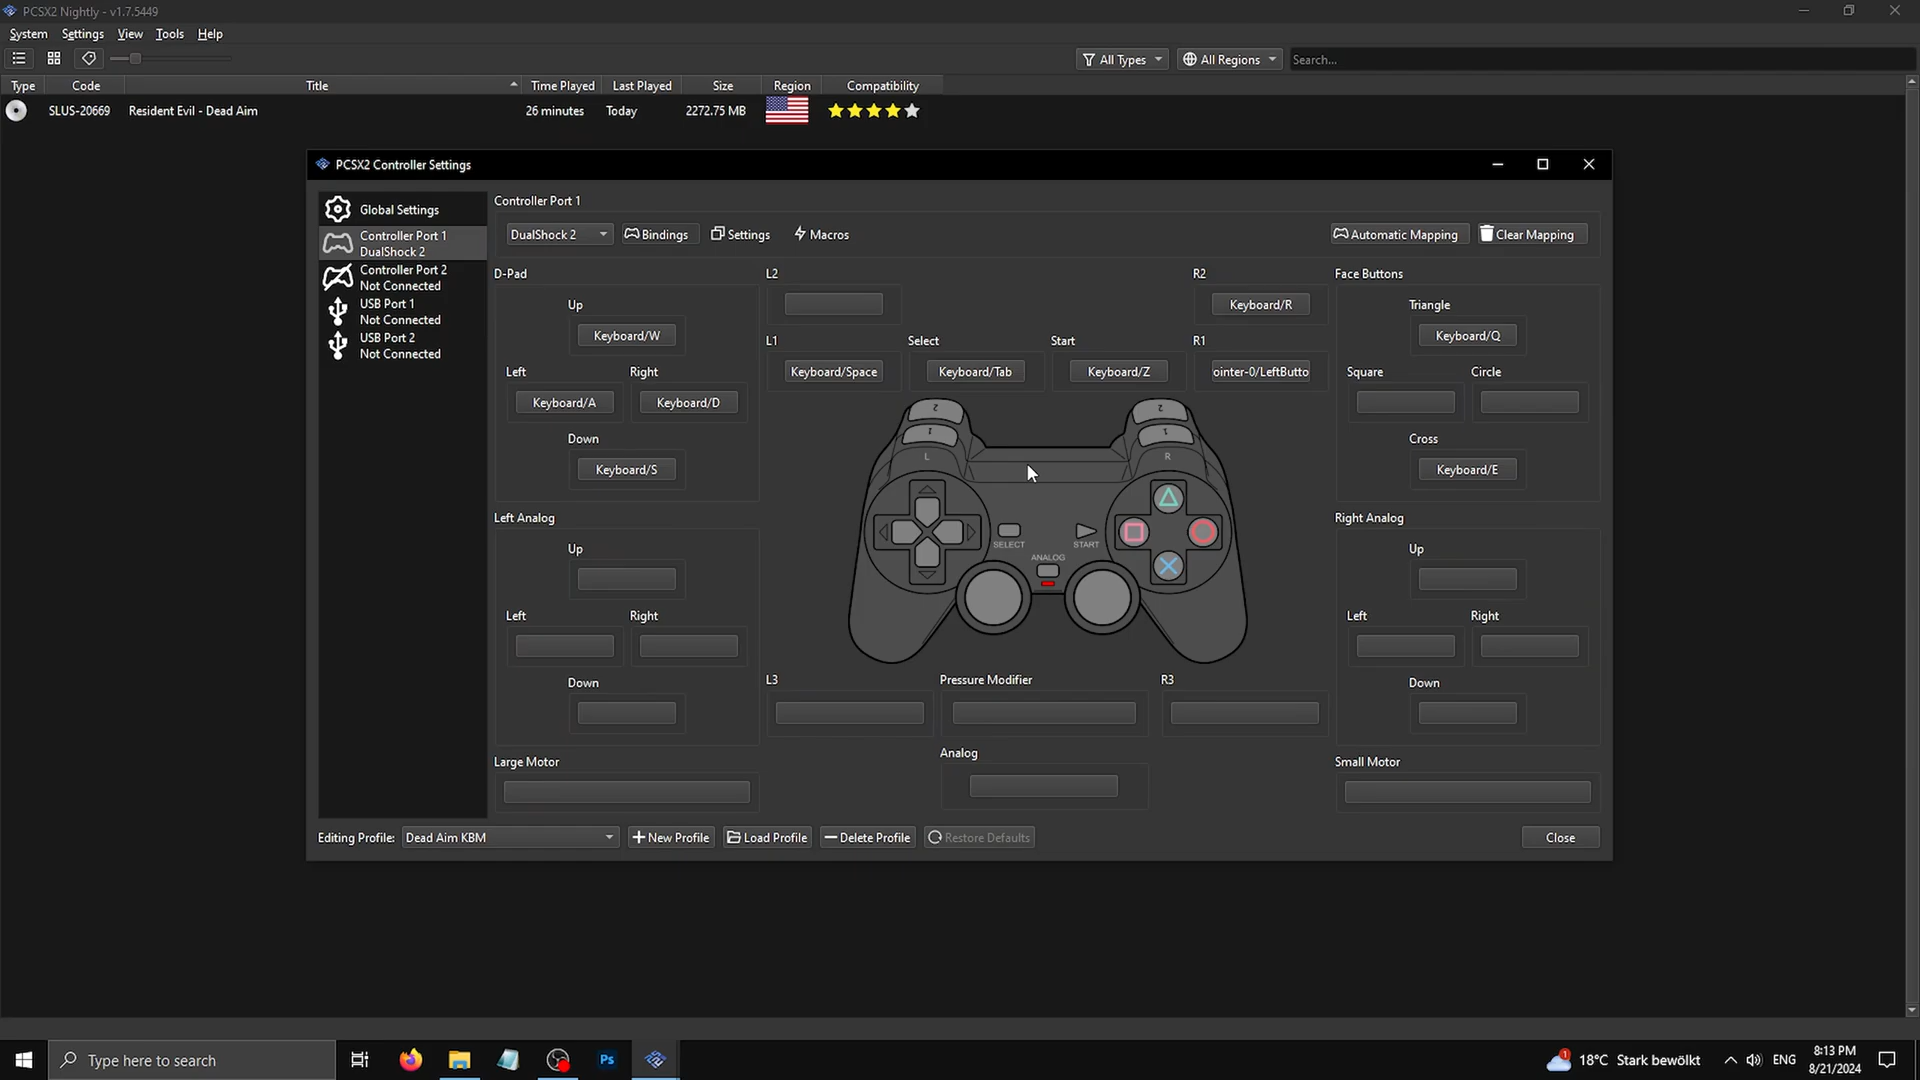 PCSX2 Nightly - v1.7.5449
System Settings View Tools Help
All Types All Regions Search...
Type Code Title Time Played Last Played Size Region Compatibility
SLUS-20669 Resident Evil - Dead Aim 26 minutes Today 2272.75 MB
PCSX2 Controller Settings
Global Settings
Controller Port 1
DualShock 2
Controller Port 2
Not Connected
USB Port 1
Not Connected
USB Port 2
Not Connected
Controller Port 1
DualShock 2 Bindings Settings Macros Automatic Mapping Clear Mapping
D-Pad L2 R2 Face Buttons
Up Keyboard/R Triangle
Keyboard/W Keyboard/Q
L1 Select Start R1
Left Right Keyboard/Space Keyboard/Tab Keyboard/Z ointer-0/LeftButto Square Circle
Keyboard/A Keyboard/D
2 2
1 1
Down Cross
L R
Keyboard/S Keyboard/E
Left Analog Right Analog
SELECT START
Up ANALOG Up
Left Right Left Right
Down L3 Pressure Modifier R3 Down
Analog
Large Motor Small Motor
Editing Profile: Dead Aim KBM New Profile Load Profile Delete Profile Restore Defaults Close
Type here to search
Ps
1
18°C Stark bewölkt
ENG
8:13 PM
8/21/2024